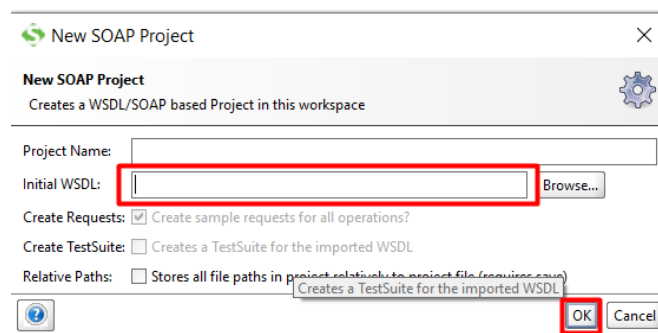 New SOAP Project
New SOAP Project
Creates a WSDL/SOAP based Project in this workspace
Project Name:
Initial WSDL:
Browse...
Create Requests: Create sample requests for all operations?
Create TestSuite: Creates a TestSuite for the imported WSDL
Relative Paths: Stores all file paths in project relatively to project file (requires save)
Creates a TestSuite for the imported WSDL
?
OK Cancel